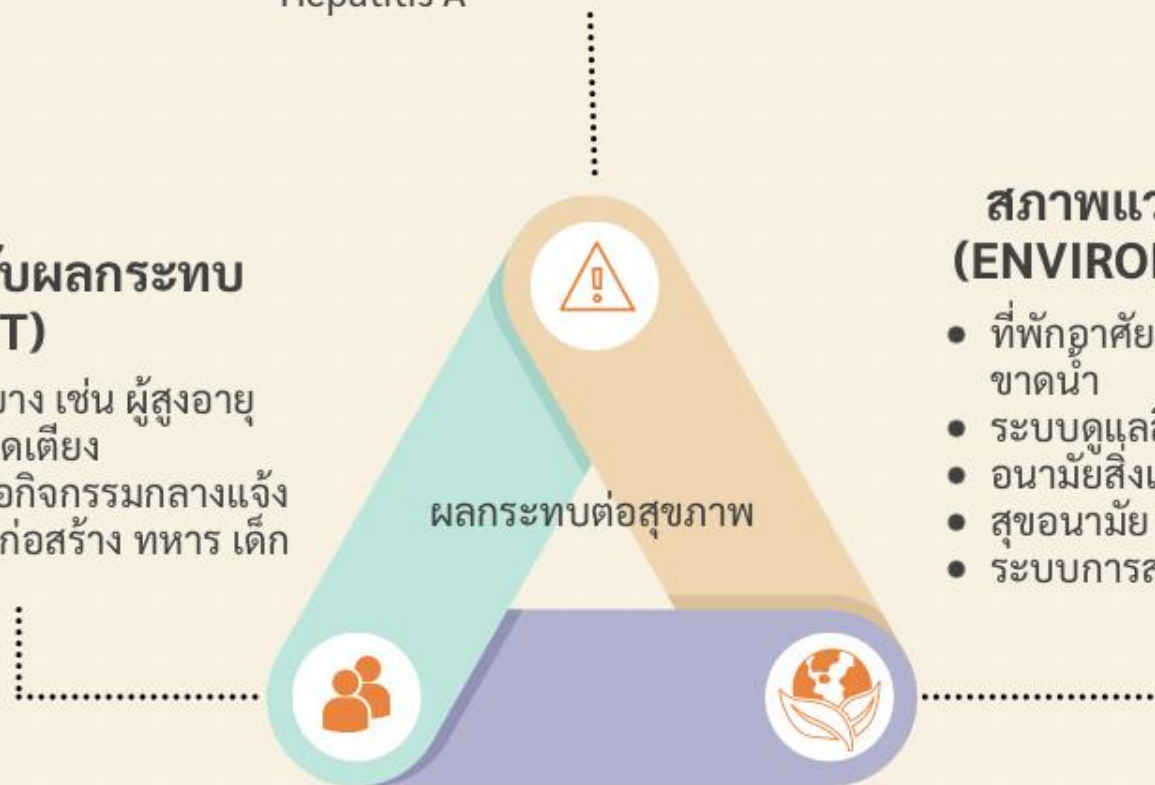 Hepatitis A
ับผลกระทบ
T)
บาง เช่น ผู้สูงอายุ
ดเตียง
อกิจกรรมกลางแจ้ง
ก่อสร้าง ทหาร เด็ก
ผลกระทบต่อสุขภาพ
สภาพแว
(ENVIRO
• ที่พักอาศัย
ขาดน้ำ
• ระบบดูแล
• อนามัยสิ่ง
• สุขอนามัย
• ระบบการส